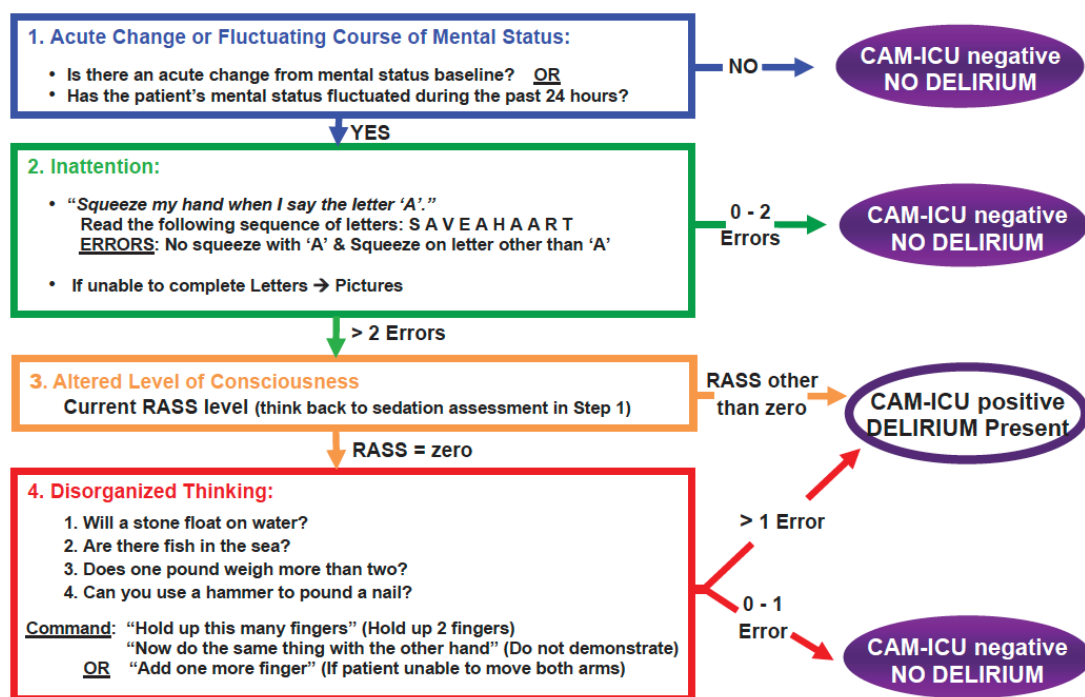 1. Acute Change or Fluctuating Course of Mental Status:
• Is there an acute change from mental status baseline? OR
• Has the patient’s mental status fluctuated during the past 24 hours?
NO
CAM-ICU negative
NO DELIRIUM
YES
2. Inattention:
• “Squeeze my hand when I say the letter ‘A’.”
Read the following sequence of letters: S A V E A H A A R T
ERRORS: No squeeze with ‘A’ & Squeeze on letter other than ‘A’
• If unable to complete Letters → Pictures
0 - 2
Errors
CAM-ICU negative
NO DELIRIUM
> 2 Errors
3. Altered Level of Consciousness
Current RASS level (think back to sedation assessment in Step 1)
RASS other
than zero
CAM-ICU positive
DELIRIUM Present
RASS = zero
4. Disorganized Thinking:
1. Will a stone float on water?
2. Are there fish in the sea?
3. Does one pound weigh more than two?
4. Can you use a hammer to pound a nail?
Command: “Hold up this many fingers” (Hold up 2 fingers)
“Now do the same thing with the other hand” (Do not demonstrate)
OR “Add one more finger” (If patient unable to move both arms)
> 1 Error
0 - 1
Error
CAM-ICU negative
NO DELIRIUM